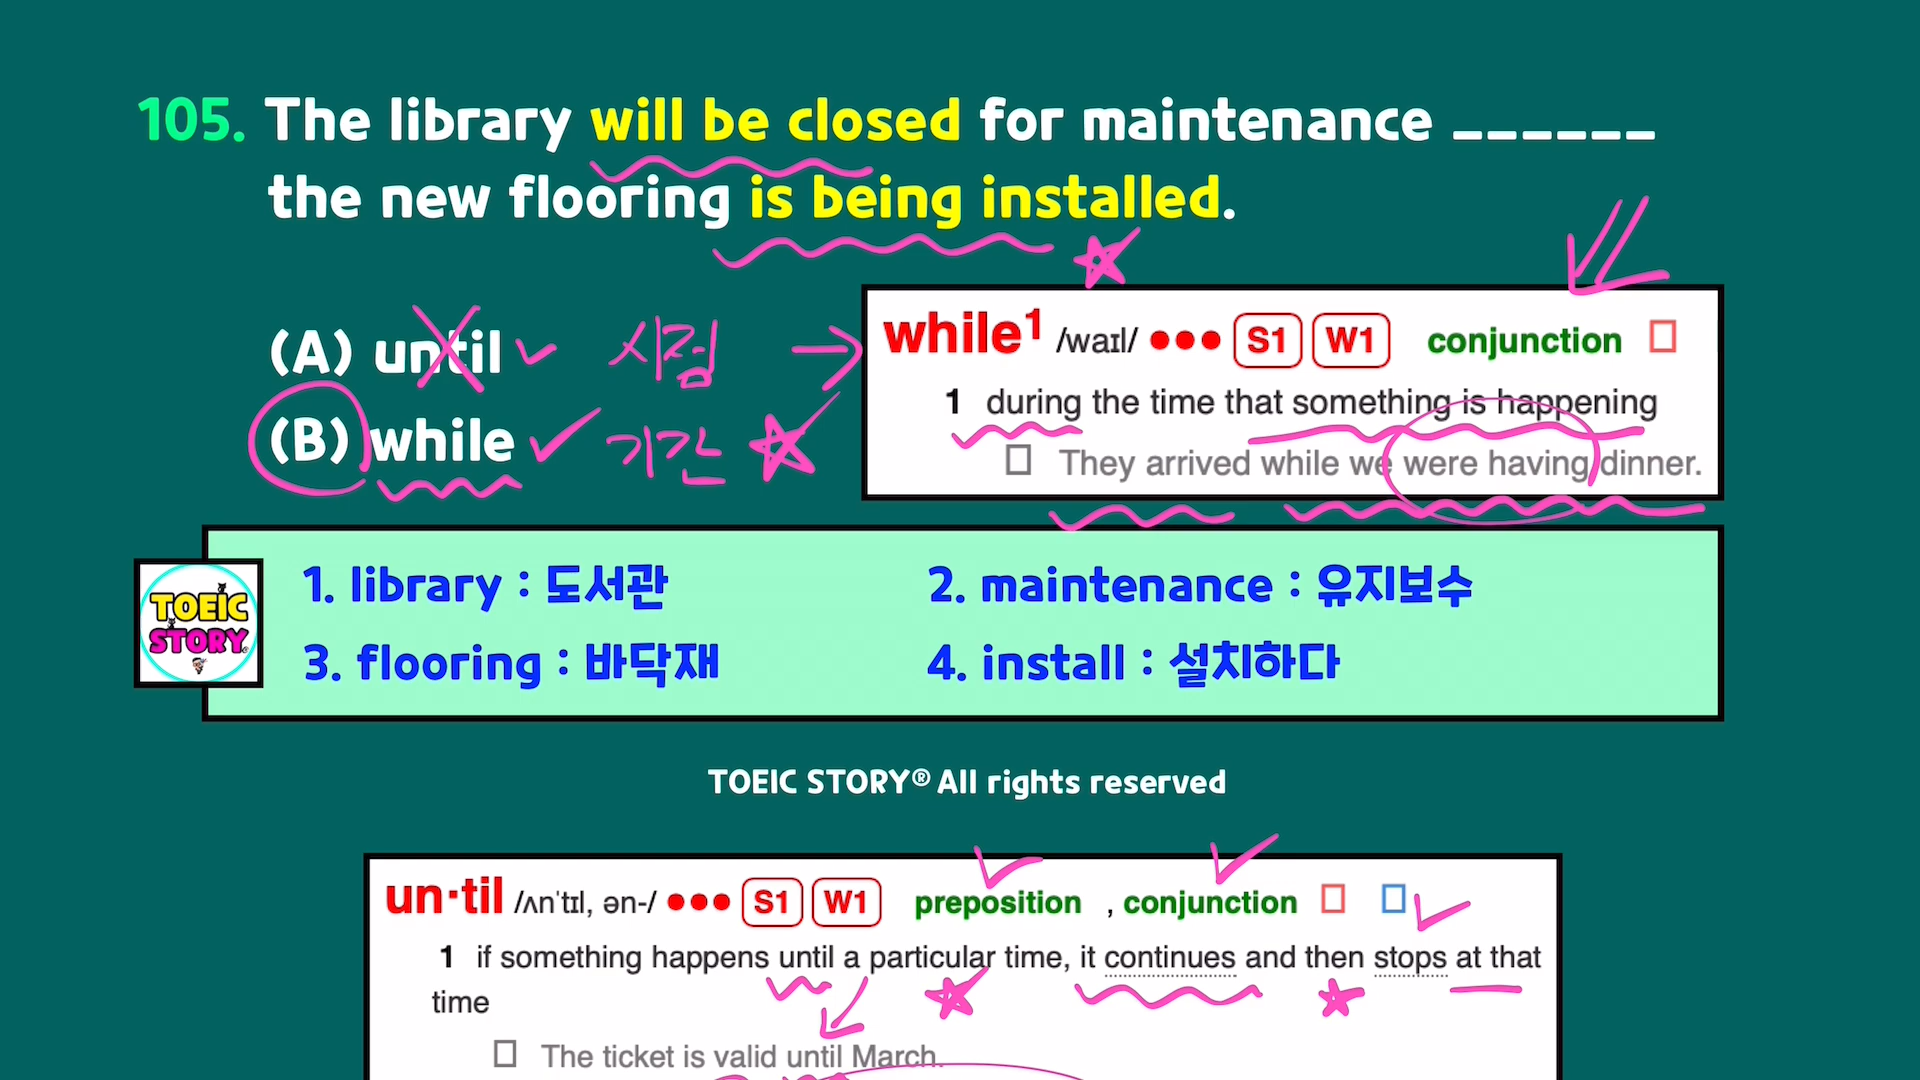 105. The library will be closed for maintenance ______
the new flooring is being installed.
(A) until 시점
(B) while 기간
while¹ /waɪl/ ●●● S1 W1 conjunction
1 during the time that something is happening
They arrived while we were having dinner.
TOEIC STORY
1. library : 도서관 2. maintenance : 유지보수
3. flooring : 바닥재 4. install : 설치하다
TOEIC STORY® All rights reserved
un·til /ʌnˈtɪl, ən-/ ●●● S1 W1 preposition , conjunction
1 if something happens until a particular time, it continues and then stops at that
time
The ticket is valid until March.